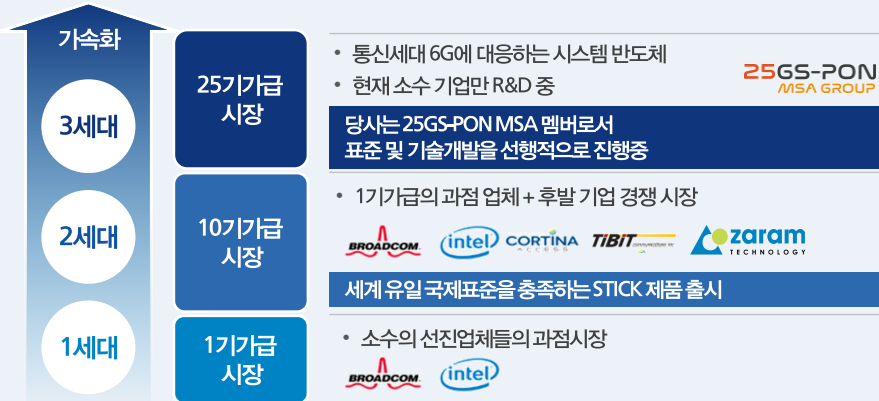 가속화
3세대
25기가급
시장
• 통신세대 6G에 대응하는 시스템 반도체
• 현재 소수 기업만 R&D 중
25GS-PON
MSA GROUP
당사는 25GS-PON MSA 멤버로서
표준 및 기술개발을 선행적으로 진행중
2세대
10기가급
시장
• 1기가급의 과점 업체 + 후발 기업 경쟁 시장
BROADCOM
intel
CORTINA
ACCESS
TiBiT
zaram
TECHNOLOGY
세계 유일 국제표준을 충족하는 STICK 제품 출시
1세대
1기가급
시장
• 소수의 선진업체들의 과점시장
BROADCOM
intel